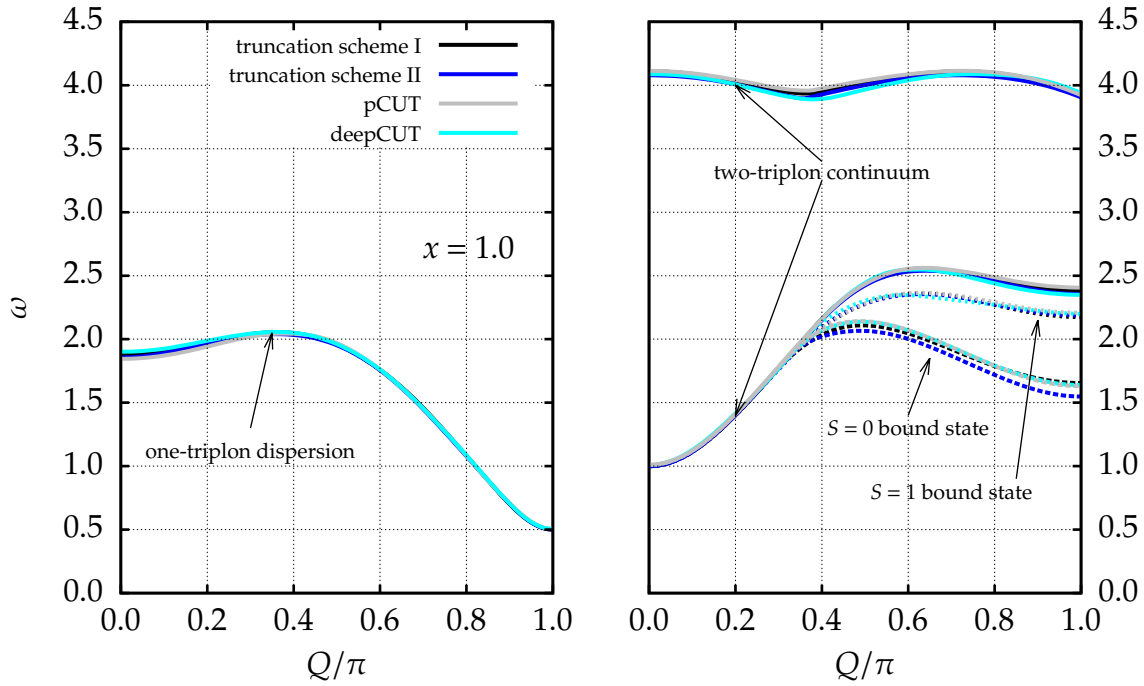 4.5
4.0
3.5
3.0
2.5
2.0
1.5
1.0
0.5
0.0
ω
0.0 0.2 0.4 0.6 0.8 1.0
Q/π
truncation scheme I
truncation scheme II
pCUT
deepCUT
x = 1.0
one-triplon dispersion
two-triplon continuum
S = 0 bound state
S = 1 bound state
0.0 0.2 0.4 0.6 0.8 1.0
Q/π
4.5
4.0
3.5
3.0
2.5
2.0
1.5
1.0
0.5
0.0